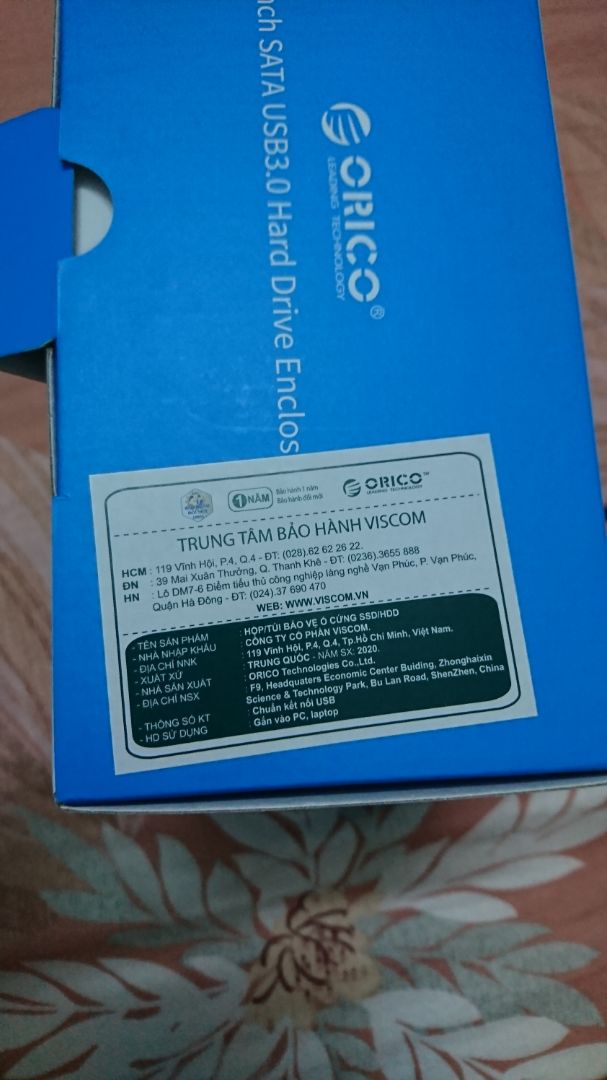 nch SATA USB3.0 Hard Drive Enclos
ORICO®
LEADING TECHNOLOGY
1 NĂM
Bảo hành 1 năm
Bảo hành đổi mới
ORICO™
LEADING TECHNOLOGY
TRUNG TÂM BẢO HÀNH VISCOM
HCM : 119 Vĩnh Hội, P.4, Q.4 - ĐT: (028).62 62 26 22.
ĐN : 39 Mai Xuân Thưởng, Q. Thanh Khê - ĐT: (0236).3655 888
HN : Lô DM7-6 Điểm tiểu thủ công nghiệp làng nghề Vạn Phúc, P. Vạn Phúc,
Quận Hà Đông - ĐT: (024).37 690 470
WEB: WWW.VISCOM.VN
- TÊN SẢN PHẨM : HỘP/TÚI BẢO VỆ Ổ CỨNG SSD/HDD
- NHÀ NHẬP KHẨU : CÔNG TY CỔ PHẦN VISCOM.
- ĐỊA CHỈ NNK : 119 Vĩnh Hội, P.4, Q.4, Tp.Hồ Chí Minh, Việt Nam.
- XUẤT XỨ : TRUNG QUỐC - NĂM SX: 2020.
- NHÀ SẢN XUẤT : ORICO Technologies Co.,Ltd.
- ĐỊA CHỈ NSX : F9, Headquaters Economic Center Buiding, Zhonghaixin
Science & Technology Park, Bu Lan Road, ShenZhen, China
- THÔNG SỐ KT : Chuẩn kết nối USB
- HD SỬ DỤNG : Gắn vào PC, laptop